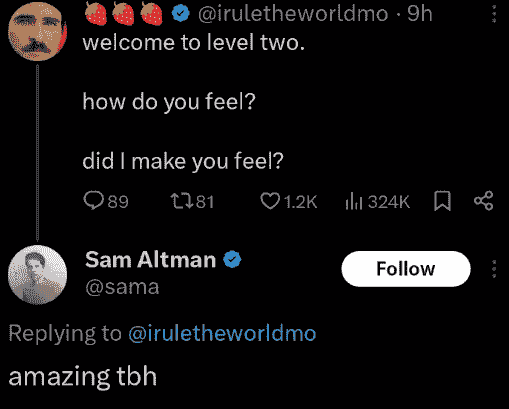 🍓🍓🍓 @iruletheworldmo · 9h
welcome to level two.
how do you feel?
did I make you feel?
89 81 1.2K 324K
Sam Altman
Follow
@sama
Replying to @iruletheworldmo
amazing tbh